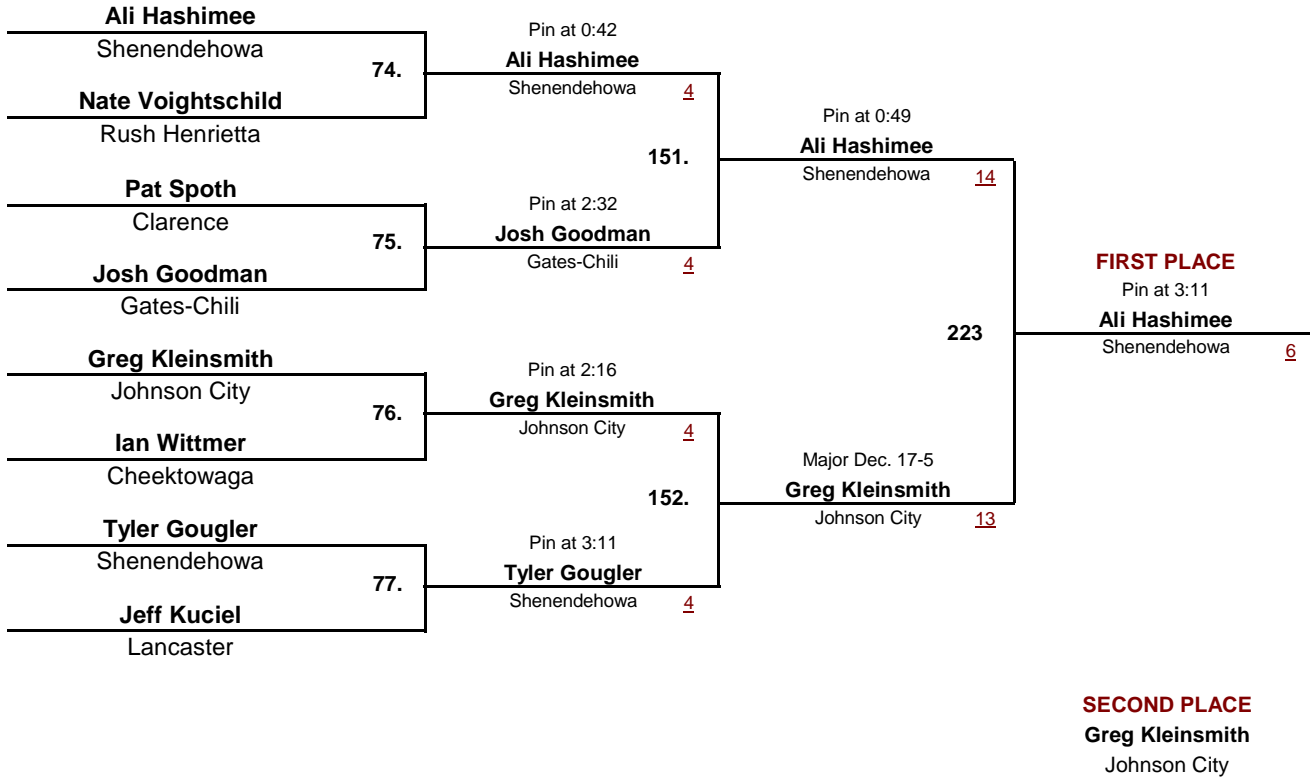 Ali Hashimee
Shenendehowa
74.
Nate Voightschild
Rush Henrietta
Pat Spoth
Clarence
75.
Josh Goodman
Gates-Chili
Greg Kleinsmith
Johnson City
76.
Ian Wittmer
Cheektowaga
Tyler Gougler
Shenendehowa
77.
Jeff Kuciel
Lancaster
Pin at 0:42
Ali Hashimee
Shenendehowa 4
151.
Pin at 2:32
Josh Goodman
Gates-Chili 4
Pin at 2:16
Greg Kleinsmith
Johnson City 4
152.
Pin at 3:11
Tyler Gougler
Shenendehowa 4
Pin at 0:49
Ali Hashimee
Shenendehowa 14
223
Major Dec. 17-5
Greg Kleinsmith
Johnson City 13
FIRST PLACE
Pin at 3:11
Ali Hashimee
Shenendehowa 6
SECOND PLACE
Greg Kleinsmith
Johnson City